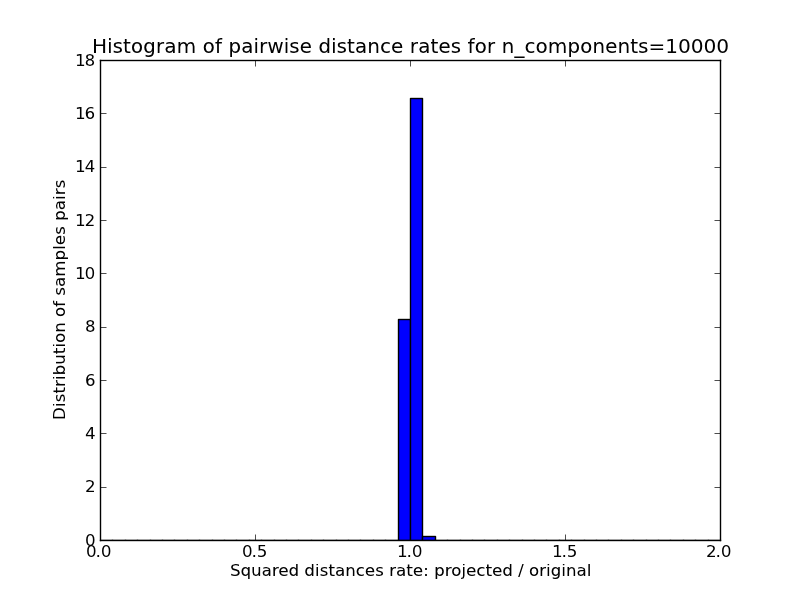 Histogram of pairwise distance rates for n_components=10000
18
16
14
12
10
8
6
4
2
0
Distribution of samples pairs
0.0 0.5 1.0 1.5 2.0
Squared distances rate: projected / original